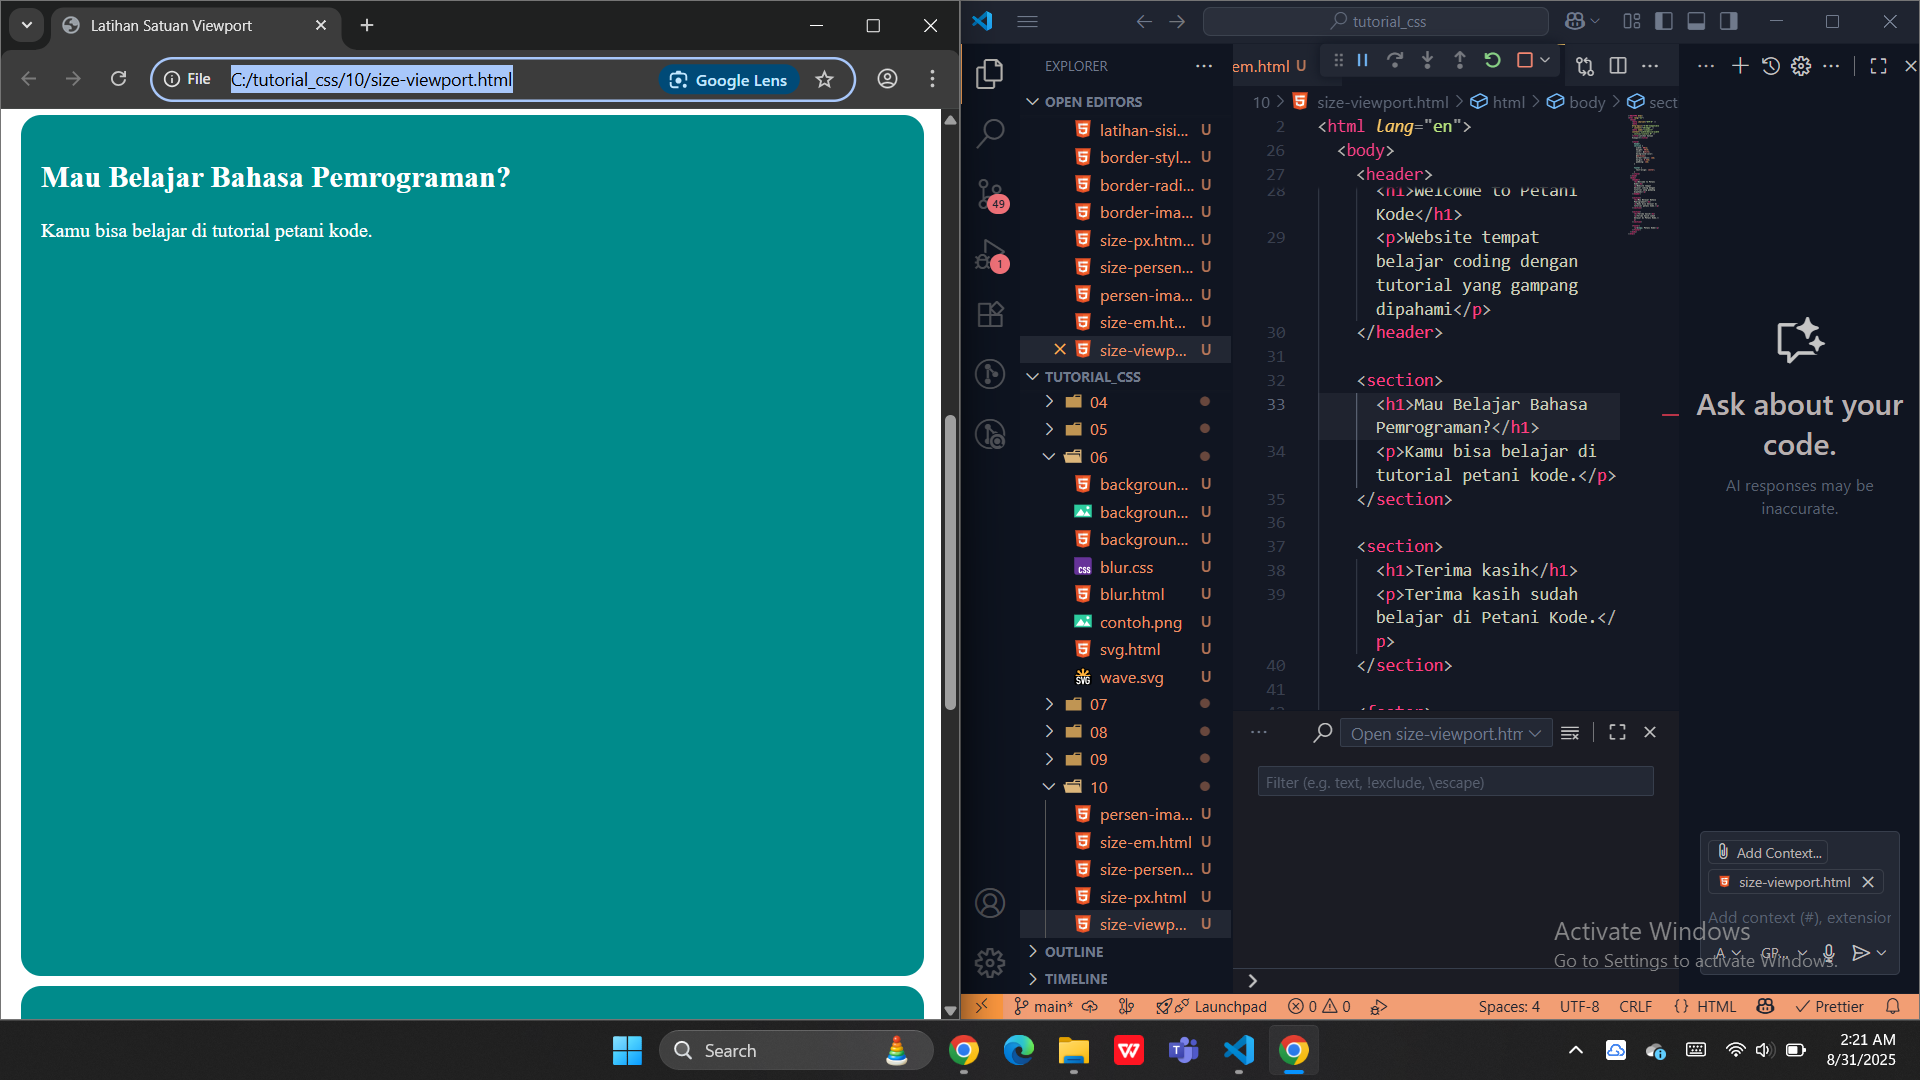 Latihan Satuan Viewport
File
C:/tutorial_css/10/size-viewport.html
Google Lens
Mau Belajar Bahasa Pemrograman?
Kamu bisa belajar di tutorial petani kode.
tutorial_css
EXPLORER
OPEN EDITORS
latihan-sisi... U
border-styl... U
border-radi... U
border-ima... U
size-px.htm... U
size-persen... U
persen-ima... U
size-em.ht... U
size-viewp... U
TUTORIAL_CSS
04
05
06
backgroun... U
backgroun... U
backgroun... U
blur.css U
blur.html U
contoh.png U
svg.html U
wave.svg U
07
08
09
10
persen-ima... U
size-em.html U
size-persen... U
size-px.html U
size-viewp... U
OUTLINE
TIMELINE
49
1
em.html U
10 > size-viewport.html > html > body > sect
2 <html lang="en">
26 <body>
27 <header>
28 <h1>Welcome to Petani
Kode</h1>
29 <p>Website tempat
belajar coding dengan
tutorial yang gampang
dipahami</p>
30 </header>
31
32 <section>
33 <h1>Mau Belajar Bahasa
Pemrograman?</h1>
34 <p>Kamu bisa belajar di
tutorial petani kode.</p>
35 </section>
36
37 <section>
38 <h1>Terima kasih</h1>
39 <p>Terima kasih sudah
belajar di Petani Kode.</
p>
40 </section>
41
Open size-viewport.htm
Filter (e.g. text, !exclude, \escape)
Ask about your
code.
AI responses may be
inaccurate.
Add Context...
size-viewport.html
Add context (#), extension
A
GP...
Activate Windows
Go to Settings to activate Windows.
main*
Launchpad
0
0
Spaces: 4
UTF-8
CRLF
{ } HTML
Prettier
Search
2:21 AM
8/31/2025